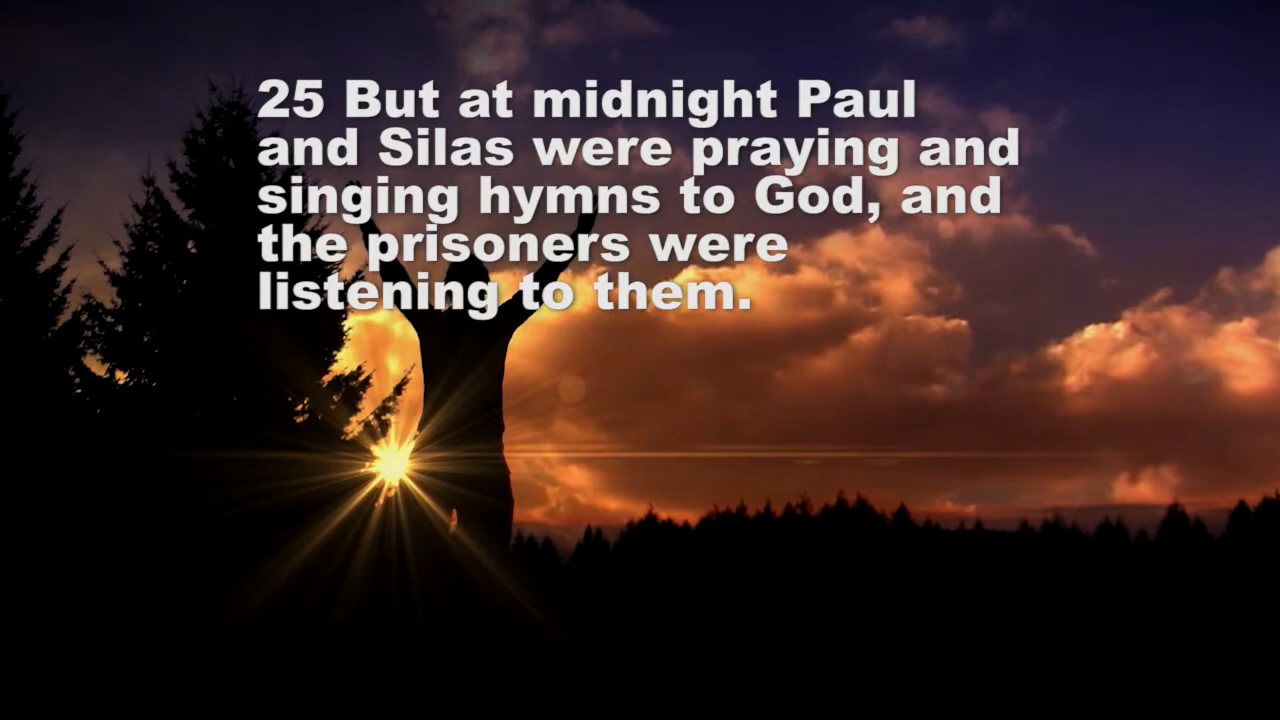 25 But at midnight Paul
and Silas were praying and
singing hymns to God, and
the prisoners were
listening to them.